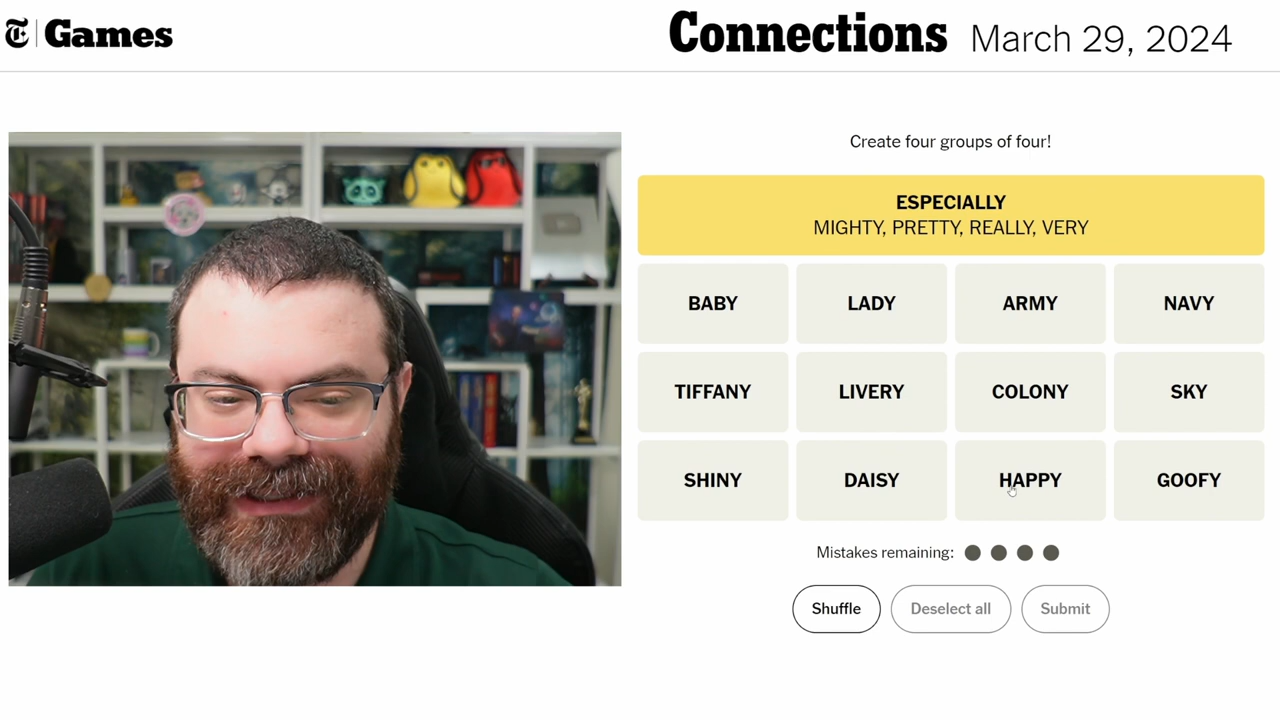 T Games
Connections March 29, 2024
Create four groups of four!
ESPECIALLY
MIGHTY, PRETTY, REALLY, VERY
BABY LADY ARMY NAVY
TIFFANY LIVERY COLONY SKY
SHINY DAISY HAPPY GOOFY
Mistakes remaining:
Shuffle Deselect all Submit